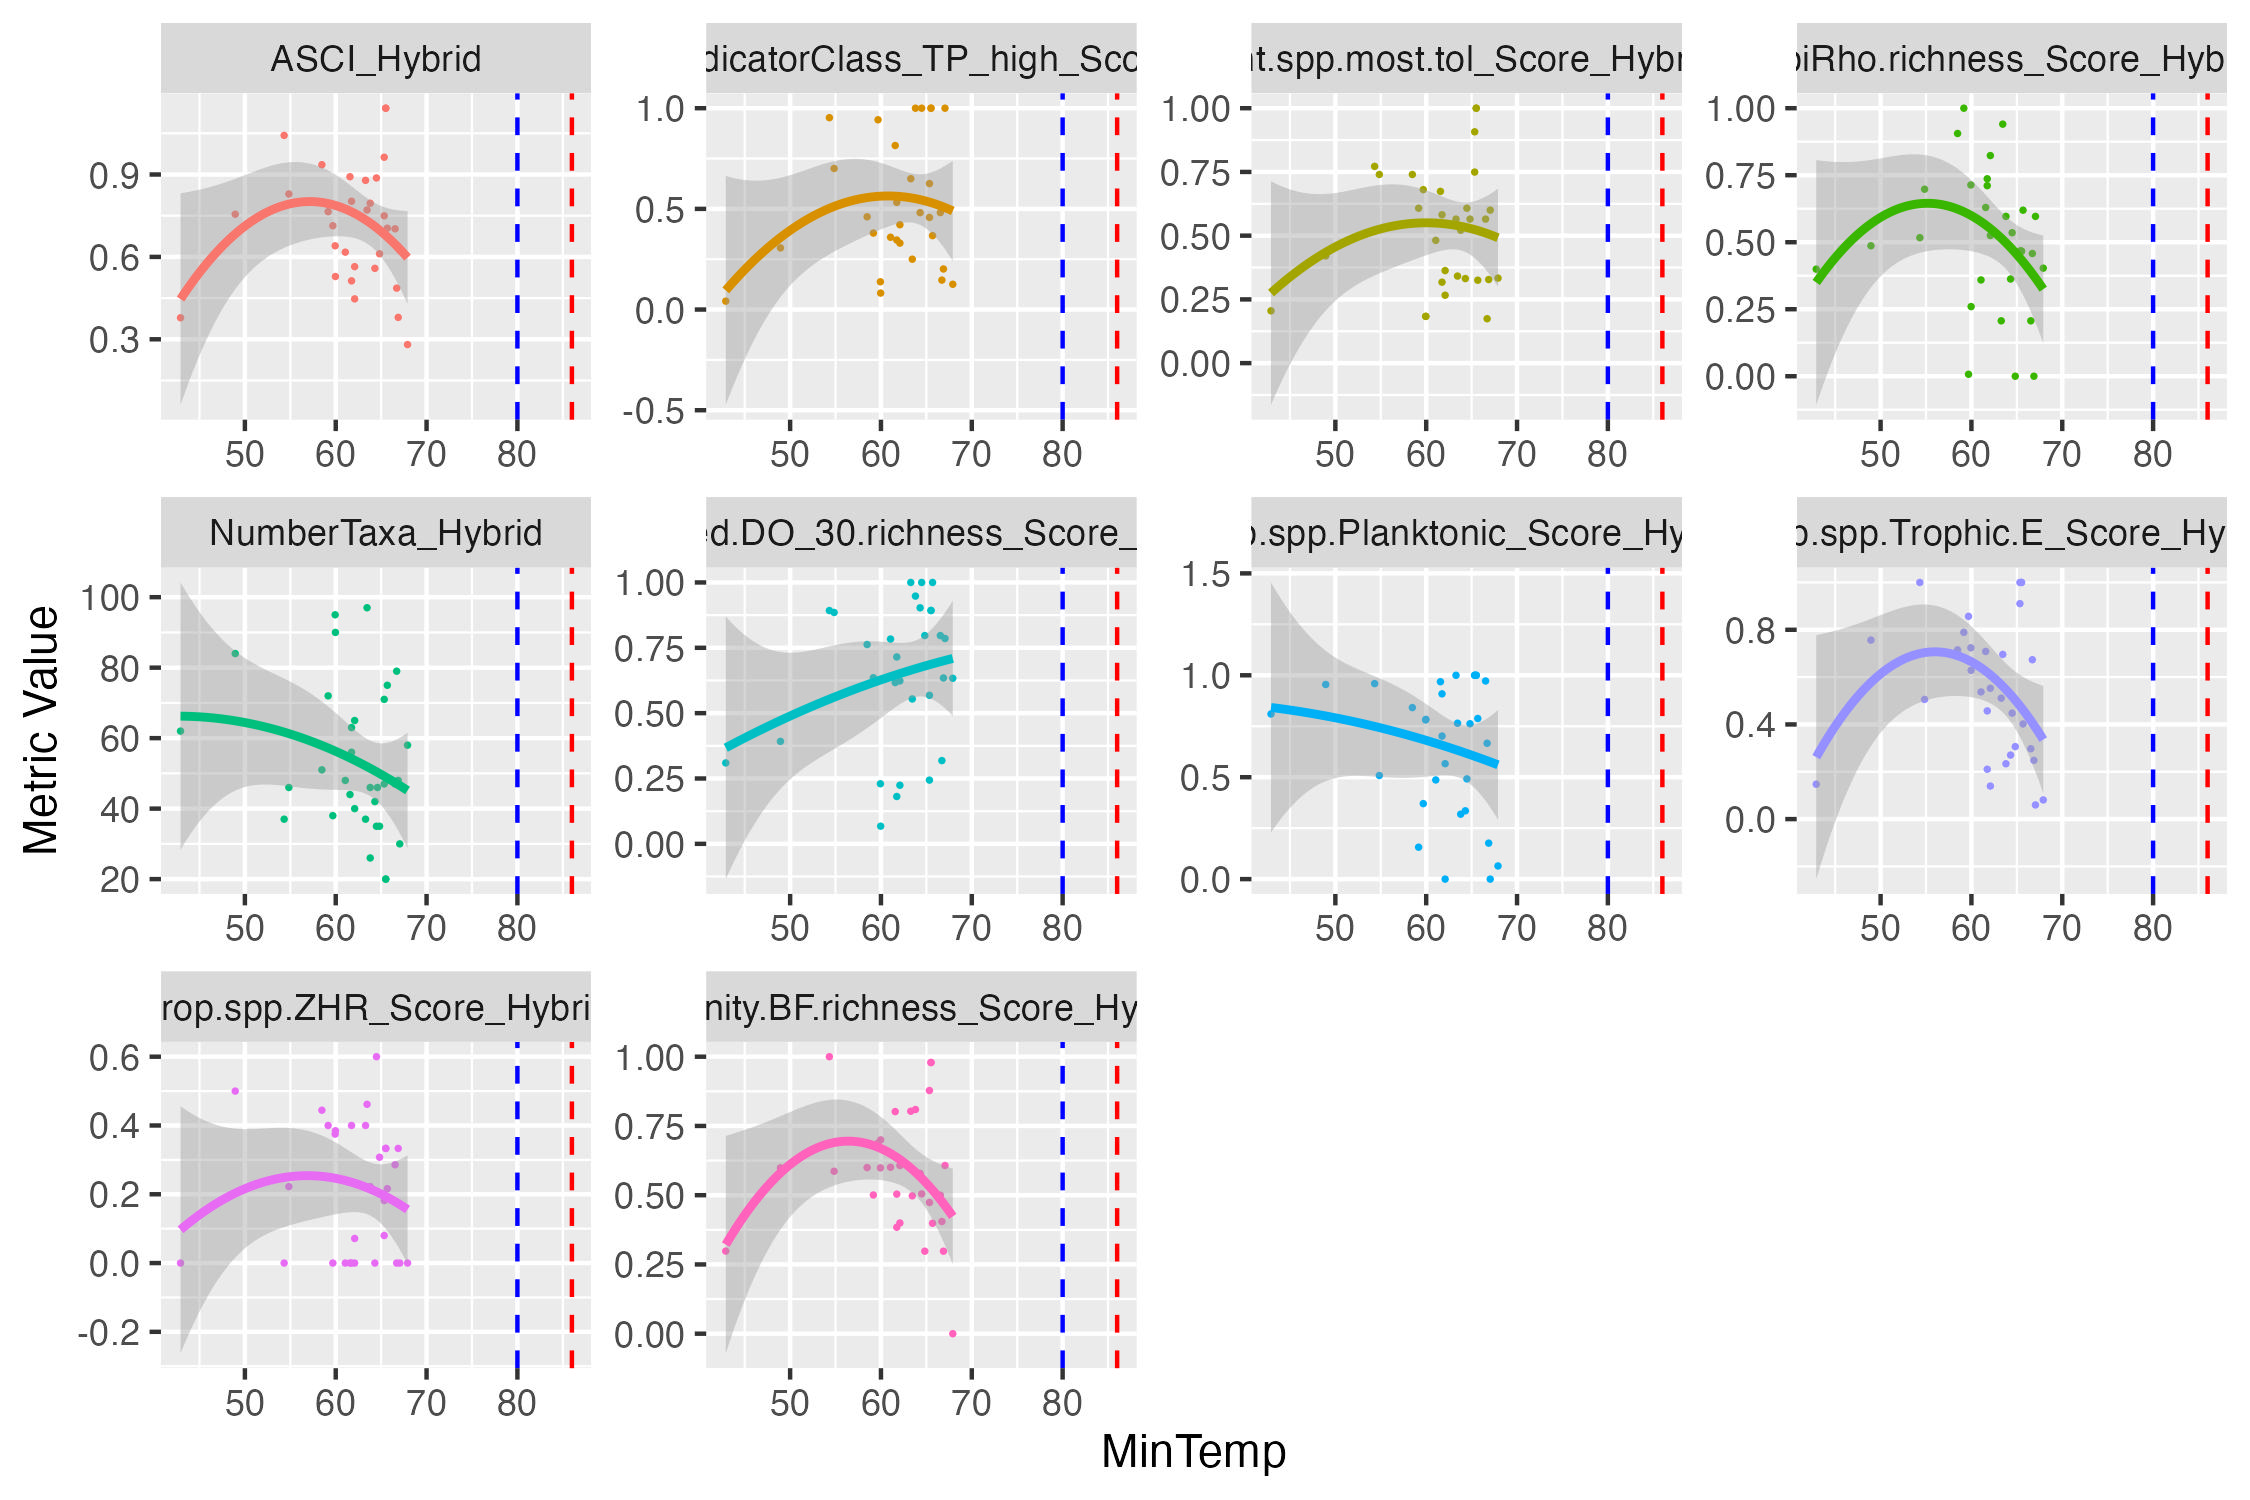 ASCI_Hybrid
dicatorClass_TP_high_Sco
nt.spp.most.tol_Score_Hybr
biRho.richness_Score_Hyb
0.9
0.6
0.3
50 60 70 80
1.0
0.5
0.0
-0.5
50 60 70 80
1.00
0.75
0.50
0.25
0.00
50 60 70 80
1.00
0.75
0.50
0.25
0.00
50 60 70 80
Metric Value
NumberTaxa_Hybrid
ed.DO_30.richness_Score_
p.spp.Planktonic_Score_Hy
p.spp.Trophic.E_Score_Hy
100
80
60
40
20
50 60 70 80
1.00
0.75
0.50
0.25
0.00
50 60 70 80
1.5
1.0
0.5
0.0
50 60 70 80
0.8
0.4
0.0
50 60 70 80
rop.spp.ZHR_Score_Hybri
nity.BF.richness_Score_Hy
0.6
0.4
0.2
0.0
-0.2
50 60 70 80
1.00
0.75
0.50
0.25
0.00
50 60 70 80
MinTemp